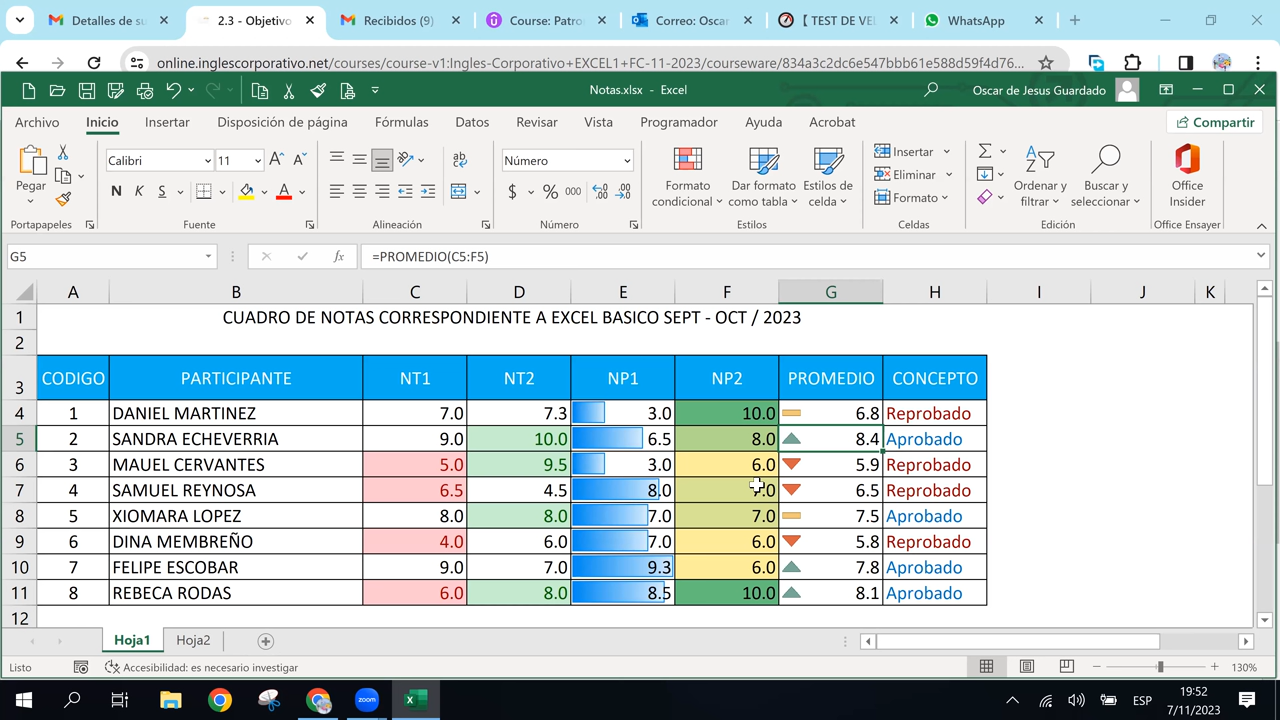 Detalles de su
2.3 - Objetivo
Recibidos (9)
Course: Patro
Correo: Oscar
【 TEST DE VEL
WhatsApp
online.inglescorporativo.net/courses/course-v1:Ingles-Corporativo+EXCEL1+FC-11-2023/courseware/834a3c2dc6e547bbb61e588d59f4d76...
Notas.xlsx - Excel
Oscar de Jesus Guardado
Archivo Inicio Insertar Disposición de página Fórmulas Datos Revisar Vista Programador Ayuda Acrobat
Compartir
Pegar
Calibri 11
N K S
Número
$ % 000
Formato condicional
Dar formato como tabla
Estilos de celda
Insertar
Eliminar
Formato
Ordenar y filtrar
Buscar y seleccionar
Office Insider
Portapapeles Fuente Alineación Número Estilos Celdas Edición Office Ensayer
G5 fx =PROMEDIO(C5:F5)
A B C D E F G H I J K
1 CUADRO DE NOTAS CORRESPONDIENTE A EXCEL BASICO SEPT - OCT / 2023
2
3 CODIGO PARTICIPANTE NT1 NT2 NP1 NP2 PROMEDIO CONCEPTO
4 1 DANIEL MARTINEZ 7.0 7.3 3.0 10.0 6.8 Reprobado
5 2 SANDRA ECHEVERRIA 9.0 10.0 6.5 8.0 8.4 Aprobado
6 3 MAUEL CERVANTES 5.0 9.5 3.0 6.0 5.9 Reprobado
7 4 SAMUEL REYNOSA 6.5 4.5 8.0 6.5 Reprobado
8 5 XIOMARA LOPEZ 8.0 8.0 7.0 7.0 7.5 Aprobado
9 6 DINA MEMBREÑO 4.0 6.0 7.0 6.0 5.8 Reprobado
10 7 FELIPE ESCOBAR 9.0 7.0 9.3 6.0 7.8 Aprobado
11 8 REBECA RODAS 6.0 8.0 8.5 10.0 8.1 Aprobado
12
Hoja1 Hoja2
Listo Accesibilidad: es necesario investigar 130%
zoom
ESP
19:52
7/11/2023